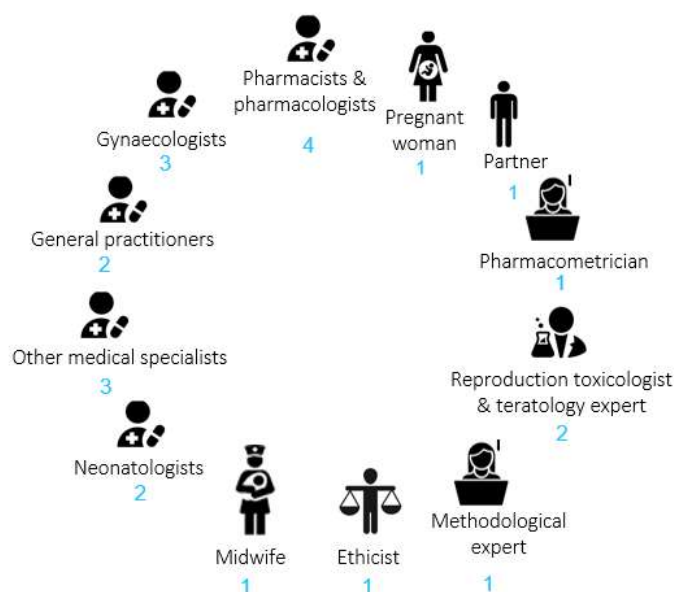 Pharmacists &
pharmacologists
4
Pregnant
woman
1
Partner
1
Pharmacometrician
1
Reproduction toxicologist
& teratology expert
2
Methodological
expert
1
Ethicist
1
Midwife
1
Neonatologists
2
Other medical specialists
3
General practitioners
2
Gynaecologists
3